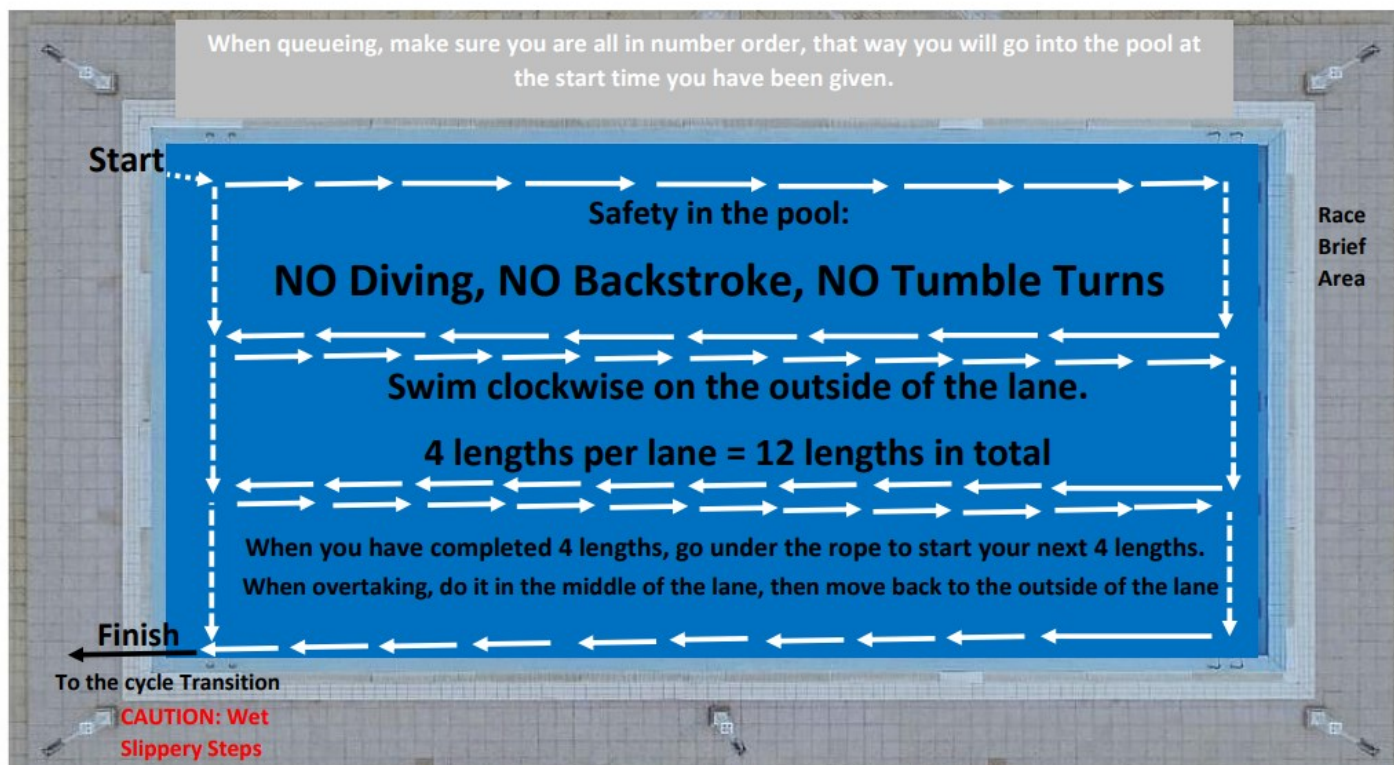 When queueing, make sure you are all in number order, that way you will go into the pool at
the start time you have been given.
Start
Safety in the pool:
Race
Brief
Area
NO Diving, NO Backstroke, NO Tumble Turns
Swim clockwise on the outside of the lane.
4 lengths per lane = 12 lengths in total
When you have completed 4 lengths, go under the rope to start your next 4 lengths.
When overtaking, do it in the middle of the lane, then move back to the outside of the lane
Finish
To the cycle Transition
CAUTION: Wet
Slippery Steps